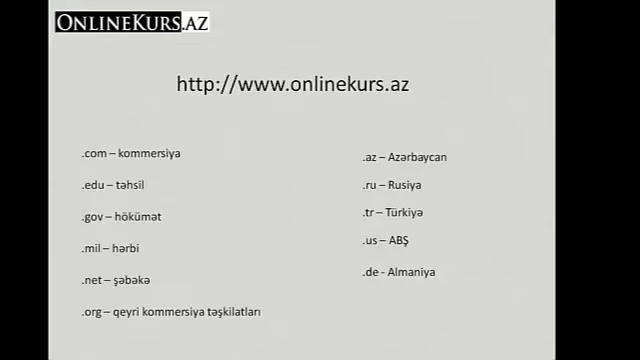 ONLINEKURS.AZ
http://www.onlinekurs.az
.com – kommersiya
.edu – təhsil
.gov – hökümət
.mil – hərbi
.net – şəbəkə
.org – qeyri kommersiya təşkilatları
.az – Azərbaycan
.ru – Rusiya
.tr – Türkiyə
.us – ABŞ
.de - Almaniya